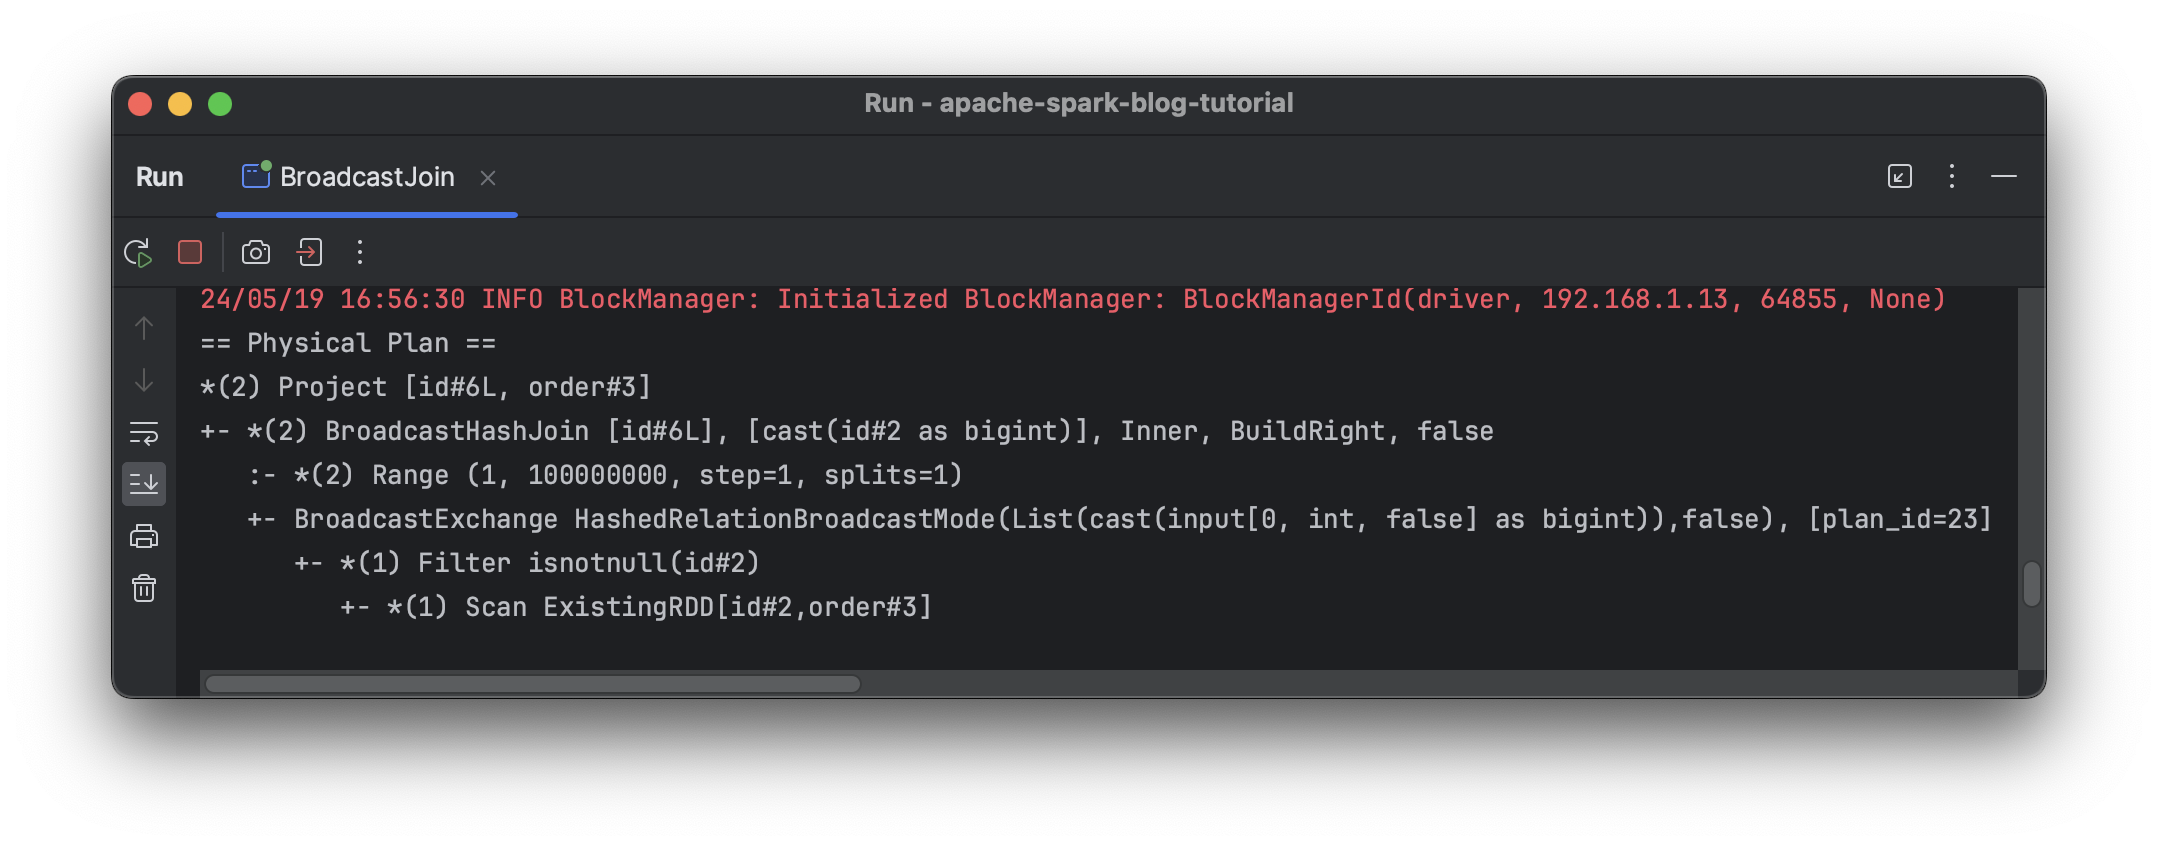 Run - apache-spark-blog-tutorial
Run BroadcastJoin
24/05/19 16:56:30 INFO BlockManager: Initialized BlockManager: BlockManagerId(driver, 192.168.1.13, 64855, None)
== Physical Plan ==
*(2) Project [id#6L, order#3]
+- *(2) BroadcastHashJoin [id#6L], [cast(id#2 as bigint)], Inner, BuildRight, false
   :- *(2) Range (1, 100000000, step=1, splits=1)
   +- BroadcastExchange HashedRelationBroadcastMode(List(cast(input[0, int, false] as bigint)),false), [plan_id=23]
      +- *(1) Filter isnotnull(id#2)
         +- *(1) Scan ExistingRDD[id#2,order#3]